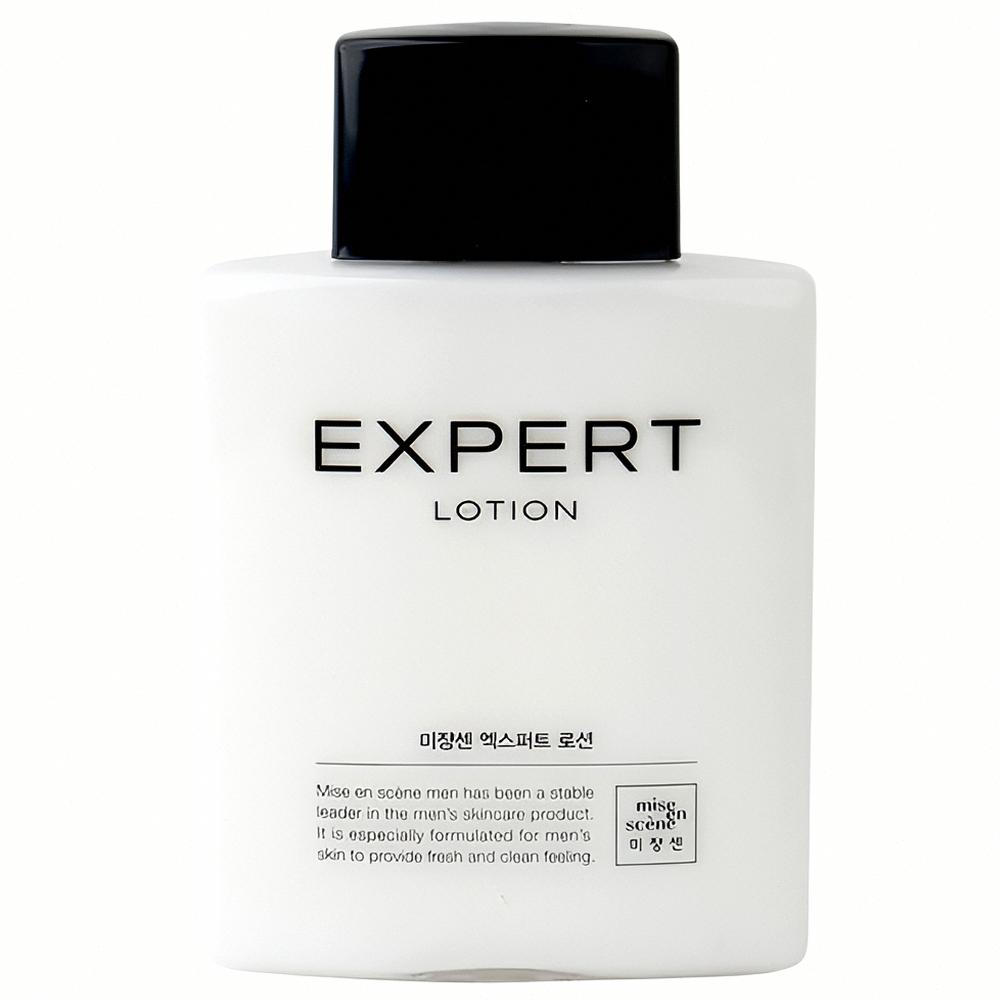 EXPERT
LOTION
미쟝센 엑스퍼트 로션
Mise en scène men has been a stable
leader in the men's skincare product.
It is especially formulated for men's
skin to provide fresh and clean feeling.
mise
en
scène
미쟝센